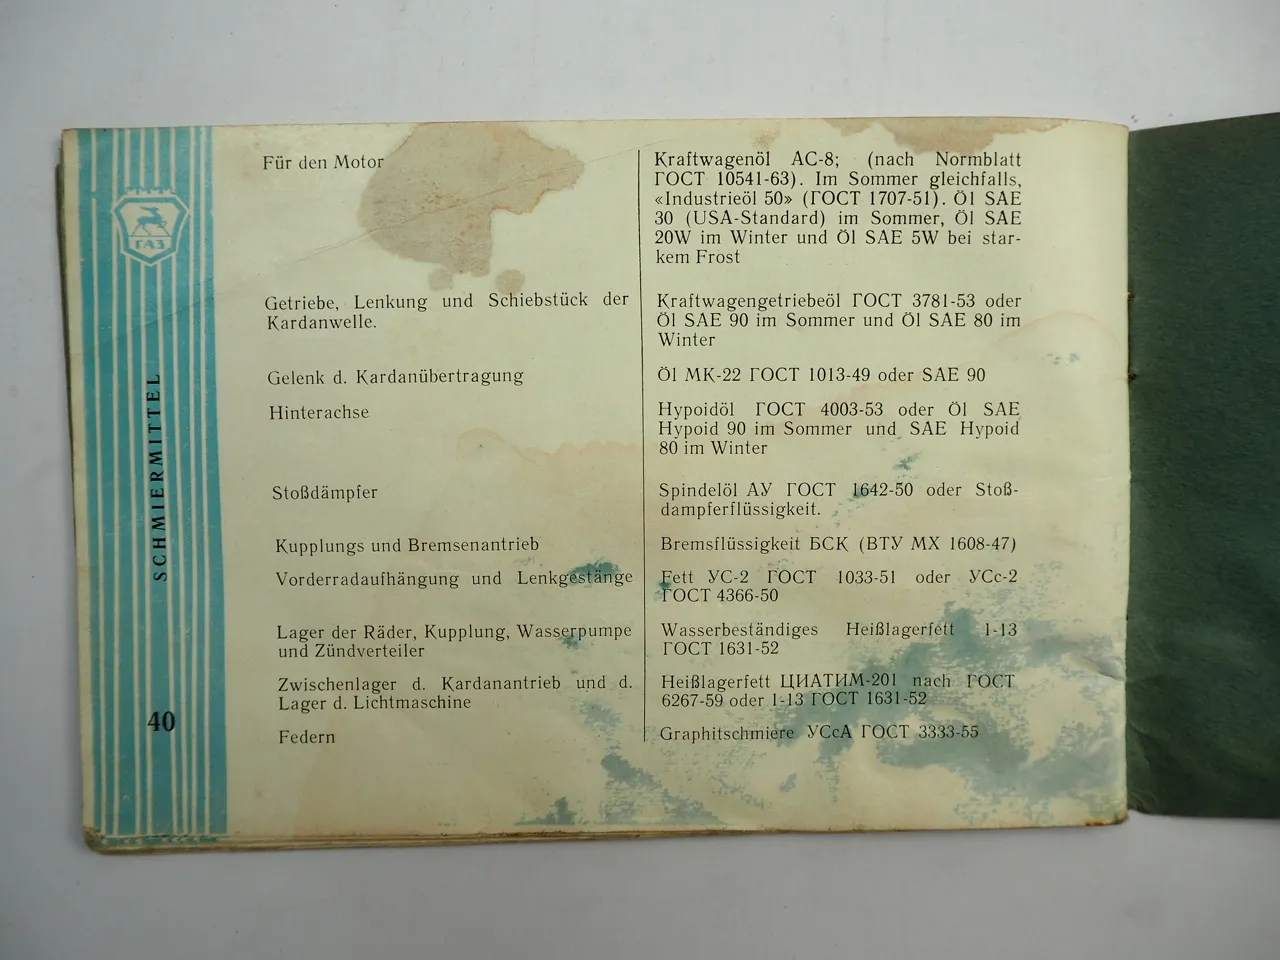 ГАЗ
SCHMIERMITTEL
40
Für den Motor
Kraftwagenöl AC-8; (nach Normblatt
ГОСТ 10541-63). Im Sommer gleichfalls,
«Industrieöl 50» (ГОСТ 1707-51). Öl SAE
30 (USA-Standard) im Sommer, Öl SAE
20W im Winter und Öl SAE 5W bei star-
kem Frost
Getriebe, Lenkung und Schiebstück der
Kardanwelle.
Kraftwagengetriebeöl ГОСТ 3781-53 oder
Öl SAE 90 im Sommer und Öl SAE 80 im
Winter
Gelenk d. Kardanübertragung
Öl MK-22 ГОСТ 1013-49 oder SAE 90
Hinterachse
Hypoidöl ГОСТ 4003-53 oder Öl SAE
Hypoid 90 im Sommer und SAE Hypoid
80 im Winter
Stoßdämpfer
Spindelöl АУ ГОСТ 1642-50 oder Stoß-
dampferflüssigkeit.
Kupplungs und Bremsenantrieb
Bremsflüssigkeit БСК (ВТУ МХ 1608-47)
Vorderradaufhängung und Lenkgestänge
Fett УС-2 ГОСТ 1033-51 oder УСс-2
ГОСТ 4366-50
Lager der Räder, Kupplung, Wasserpumpe
und Zündverteiler
Wasserbeständiges Heißlagerfett 1-13
ГОСТ 1631-52
Zwischenlager d. Kardanantrieb und d.
Lager d. Lichtmaschine
Heißlagerfett ЦИАТИМ-201 nach ГОСТ
6267-59 oder 1-13 ГОСТ 1631-52
Federn
Graphitschmiere УСсА ГОСТ 3333-55